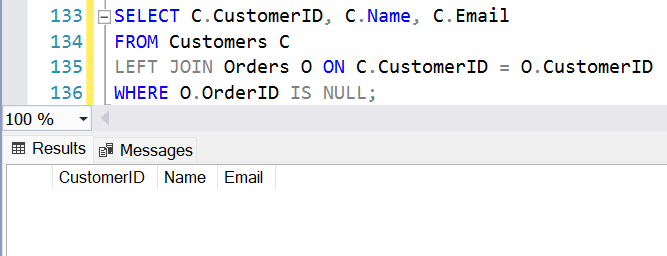 133 SELECT C.CustomerID, C.Name, C.Email
134 FROM Customers C
135 LEFT JOIN Orders O ON C.CustomerID = O.CustomerID
136 WHERE O.OrderID IS NULL;
100 %
Results Messages
CustomerID Name Email